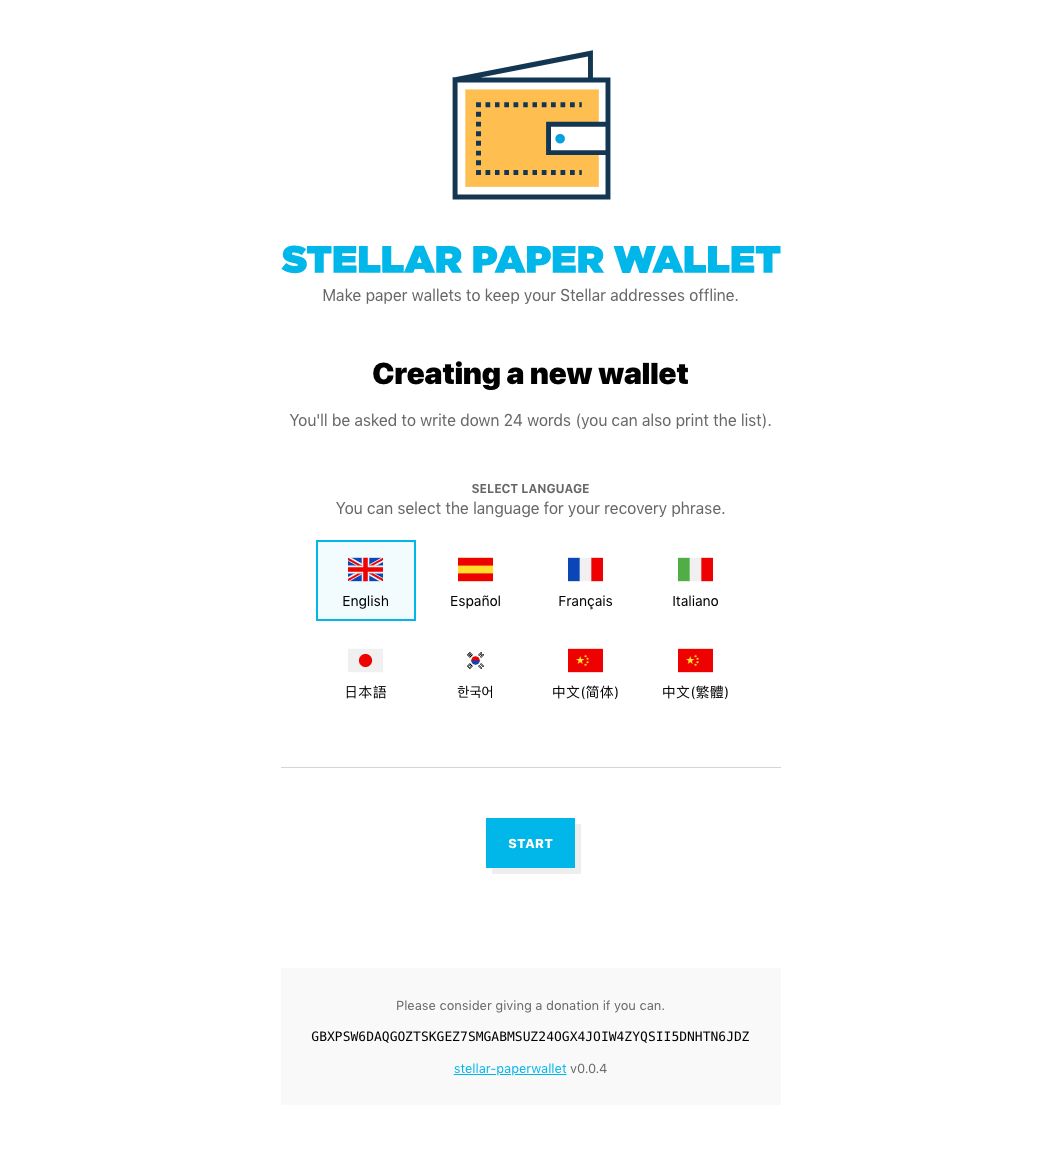 STELLAR PAPER WALLET
Make paper wallets to keep your Stellar addresses offline.
Creating a new wallet
You'll be asked to write down 24 words (you can also print the list).
SELECT LANGUAGE
You can select the language for your recovery phrase.
English Español Français Italiano
日本語 한국어 中文(简体) 中文(繁體)
START
Please consider giving a donation if you can.
GBXPSW6DAQGOZTSKGEZ7SMGABMSUZ24OGX4JOIW4ZYQSII5DNHTN6JDZ
stellar-paperwallet v0.0.4